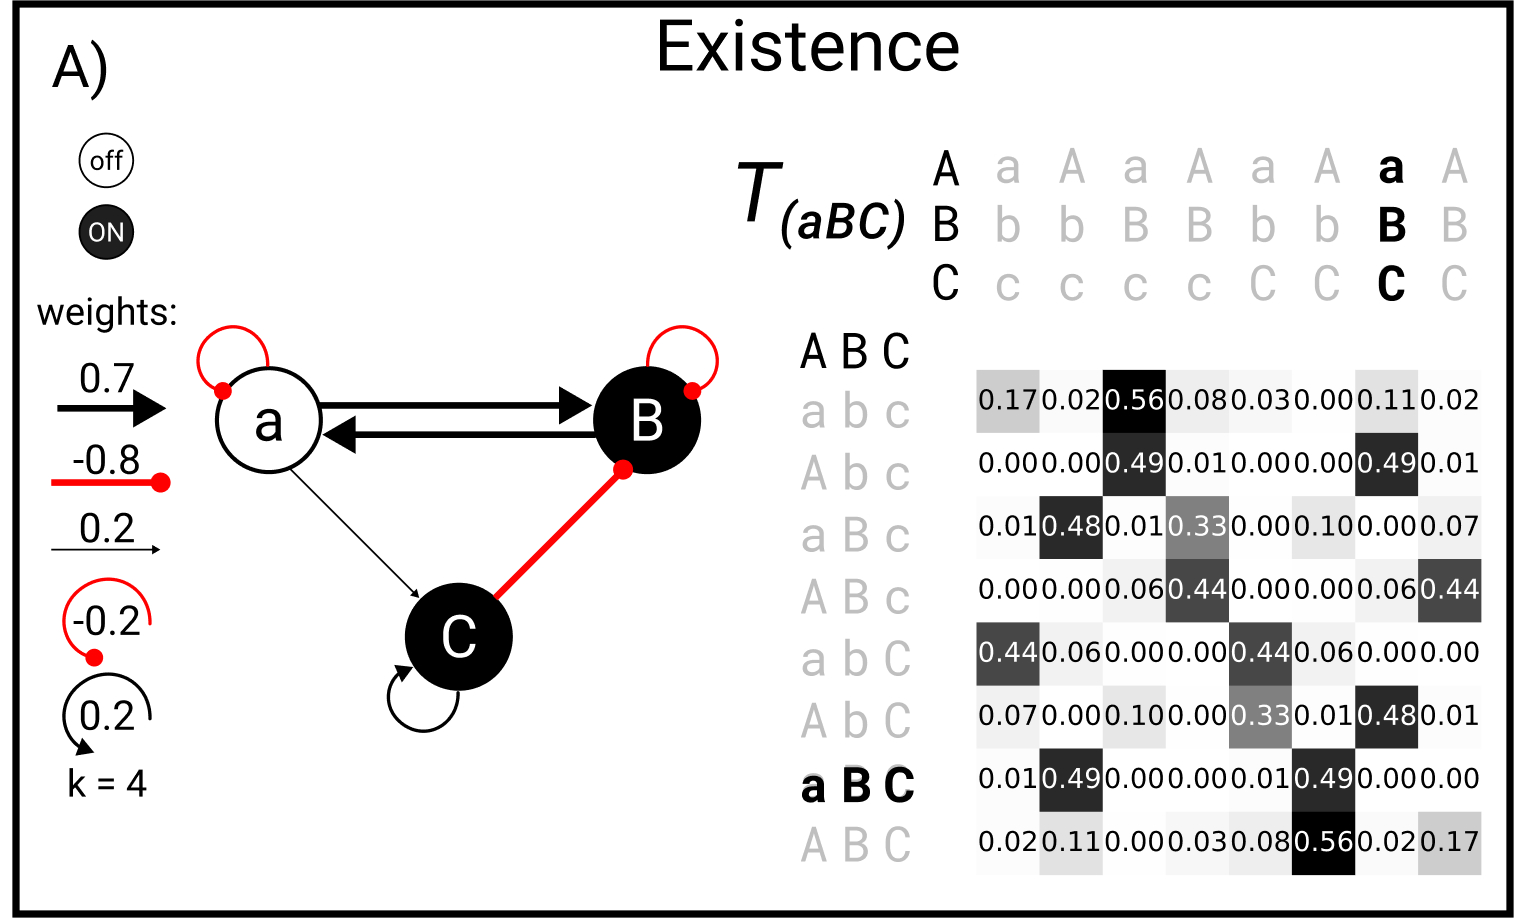 Existence
A)
off
ON
weights:
0.7
-0.8
0.2
-0.2
0.2
k = 4
a
B
C
T(aBC)
A a A a A a A a A
B b b B B b b B B
C c c c c C C C C
A B C
a b c 0.17 0.02 0.56 0.08 0.03 0.00 0.11 0.02
A b c 0.00 0.00 0.49 0.01 0.00 0.00 0.49 0.01
a B c 0.01 0.48 0.01 0.33 0.00 0.10 0.00 0.07
A B c 0.00 0.00 0.06 0.44 0.00 0.00 0.06 0.44
a b C 0.44 0.06 0.00 0.00 0.44 0.06 0.00 0.00
A b C 0.07 0.00 0.10 0.00 0.33 0.01 0.48 0.01
a B C 0.01 0.49 0.00 0.00 0.01 0.49 0.00 0.00
A B C 0.02 0.11 0.00 0.03 0.08 0.56 0.02 0.17